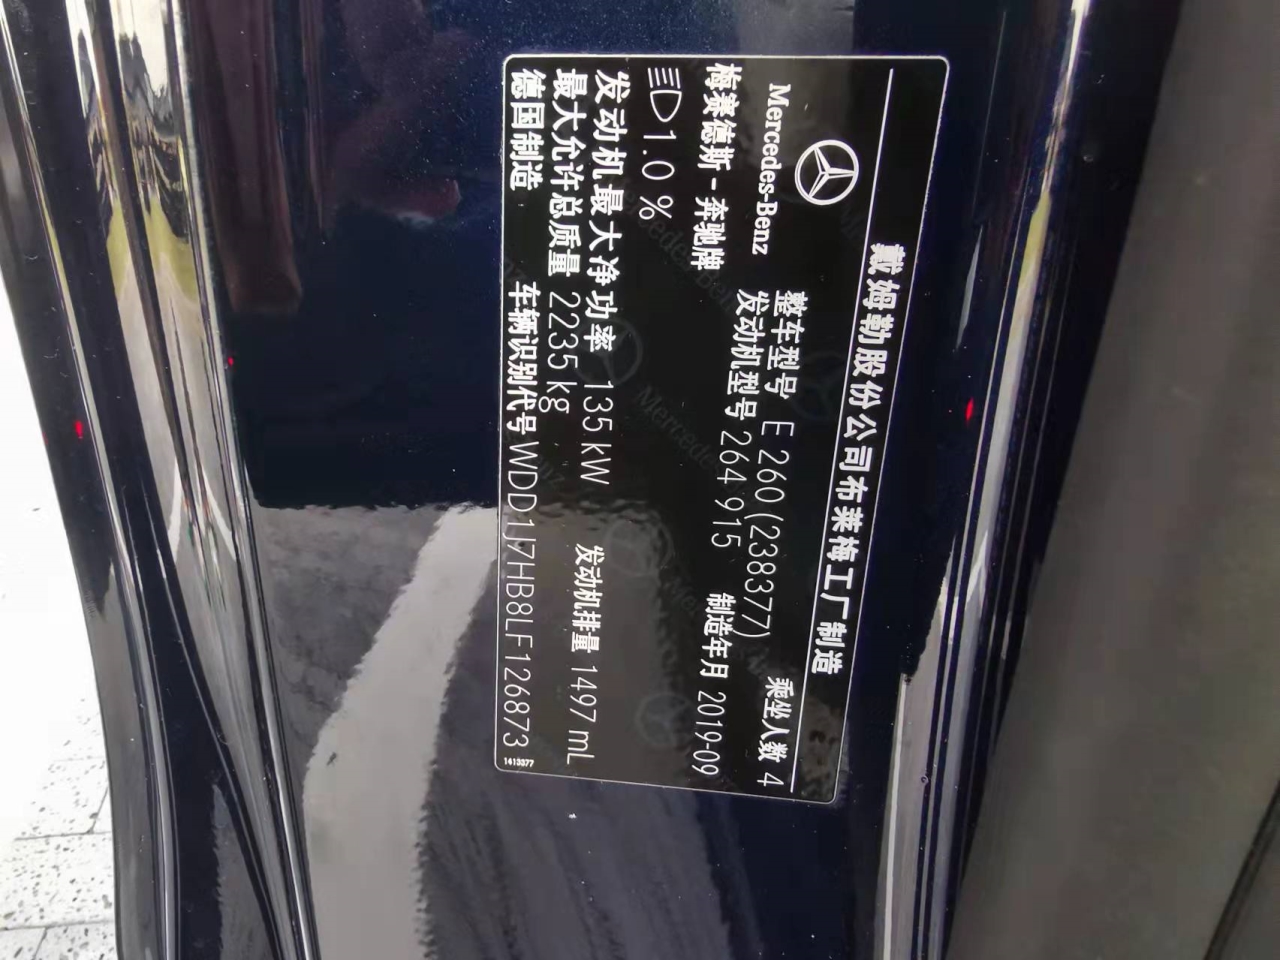 戴姆勒股份公司布莱梅工厂制造
Mercedes-Benz
梅赛德斯-奔驰牌
整车型号 E 260 (238377) 乘坐人数 4
发动机型号 264 915 制造年月 2019-09
1.0 %
发动机最大净功率 135 kW 发动机排量 1497 mL
最大允许总质量 2235 kg
德国制造 车辆识别代号 WDD1J7HB8LF126873
1413377